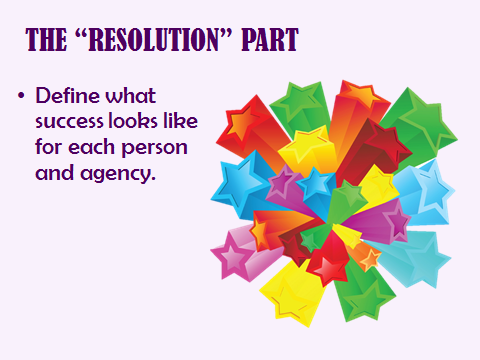 THE “RESOLUTION” PART
• Define what
success looks like
for each person
and agency.